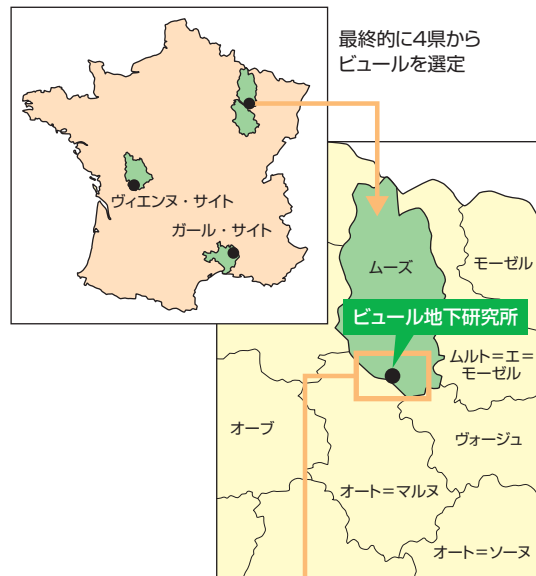 最終的に4県から
ビュールを選定
ヴィエンヌ・サイト
ガール・サイト
ムーズ
モーゼル
ビュール地下研究所
ムルト=エ=
モーゼル
オーブ
ヴォージュ
オート=マルヌ
オート=ソーヌ